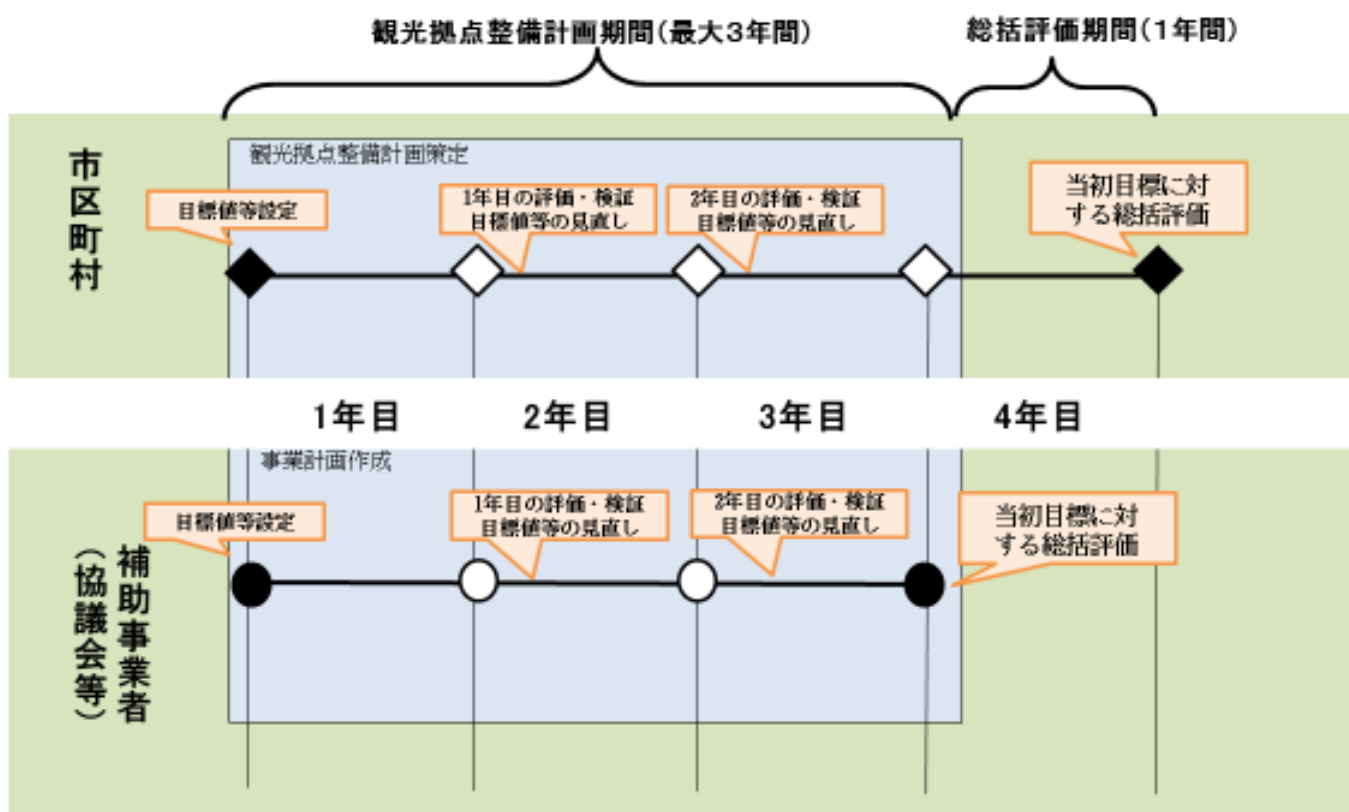 観光拠点整備計画期間(最大3年間)
総括評価期間(1年間)
市区町村
観光拠点整備計画策定
目標値等設定
1年目の評価・検証
目標値等の見直し
2年目の評価・検証
目標値等の見直し
当初目標に対
する総括評価
1年目
2年目
3年目
4年目
補助事業者
(協議会等)
事業計画作成
目標値等設定
1年目の評価・検証
目標値等の見直し
2年目の評価・検証
目標値等の見直し
当初目標に対
する総括評価